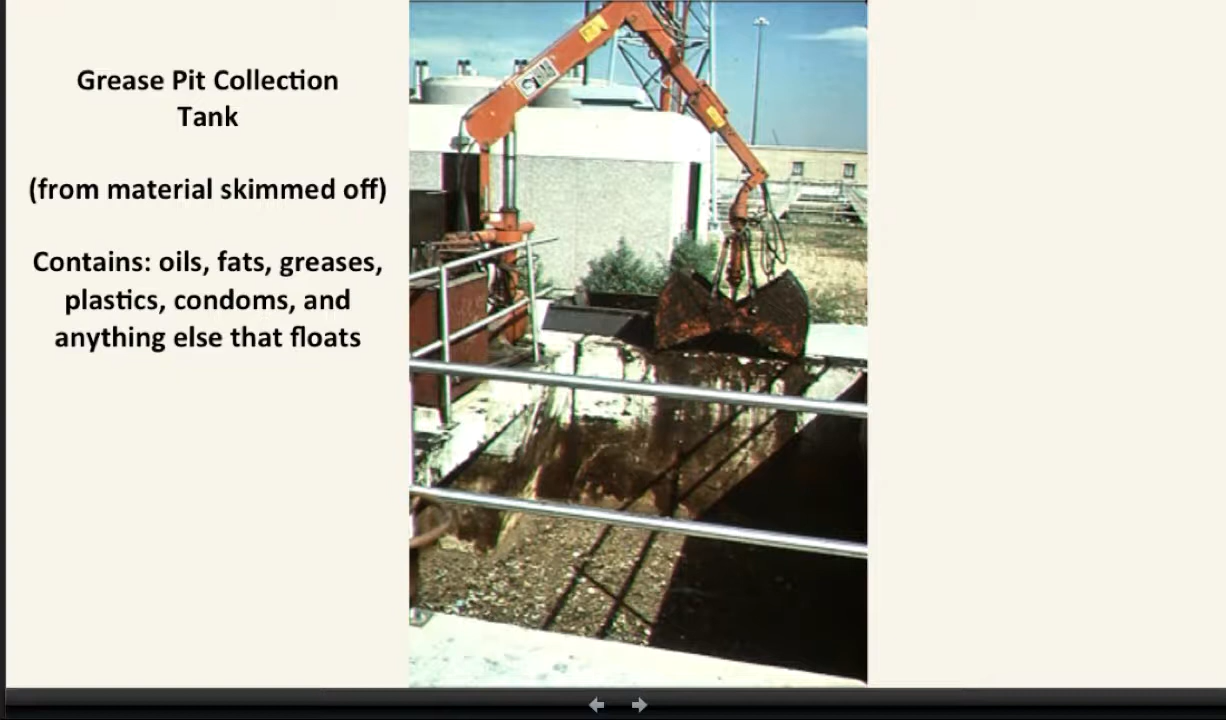 Grease Pit Collection
Tank
(from material skimmed off)
Contains: oils, fats, greases,
plastics, condoms, and
anything else that floats